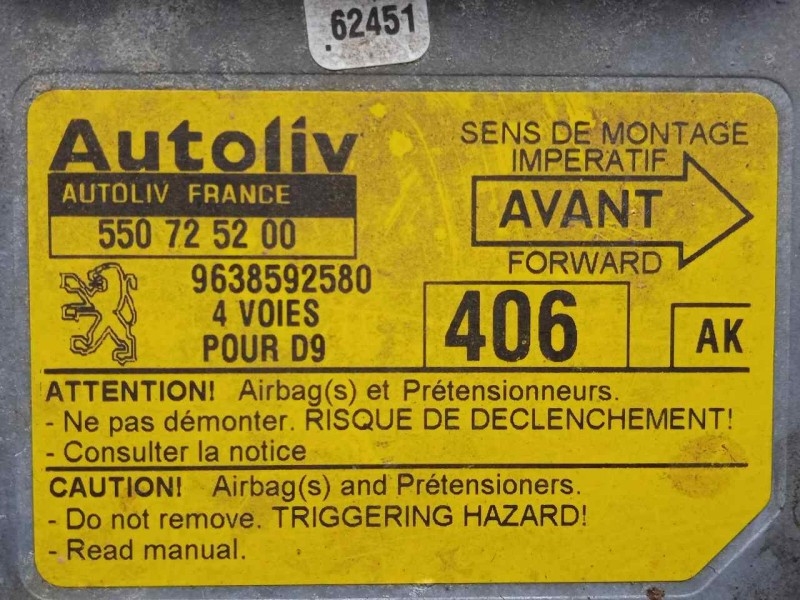 .62451
Autoliv
AUTOLIV FRANCE
550 72 52 00
9638592580
4 VOIES
POUR D9
SENS DE MONTAGE
IMPERATIF
AVANT
FORWARD
406
AK
ATTENTION! Airbag(s) et Prétensionneurs.
- Ne pas démonter. RISQUE DE DECLENCHEMENT!
- Consulter la notice
CAUTION! Airbag(s) and Prétensioners.
- Do not remove. TRIGGERING HAZARD!
- Read manual.